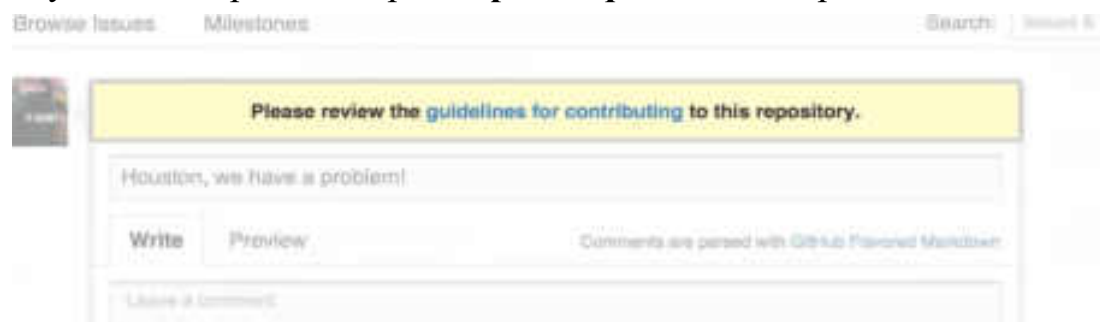 Browse Issues Milestones Search:
Please review the guidelines for contributing to this repository.
Houston, we have a problem!
Write Preview Comments are parsed with GitHub Flavored Markdown
Leave a comment